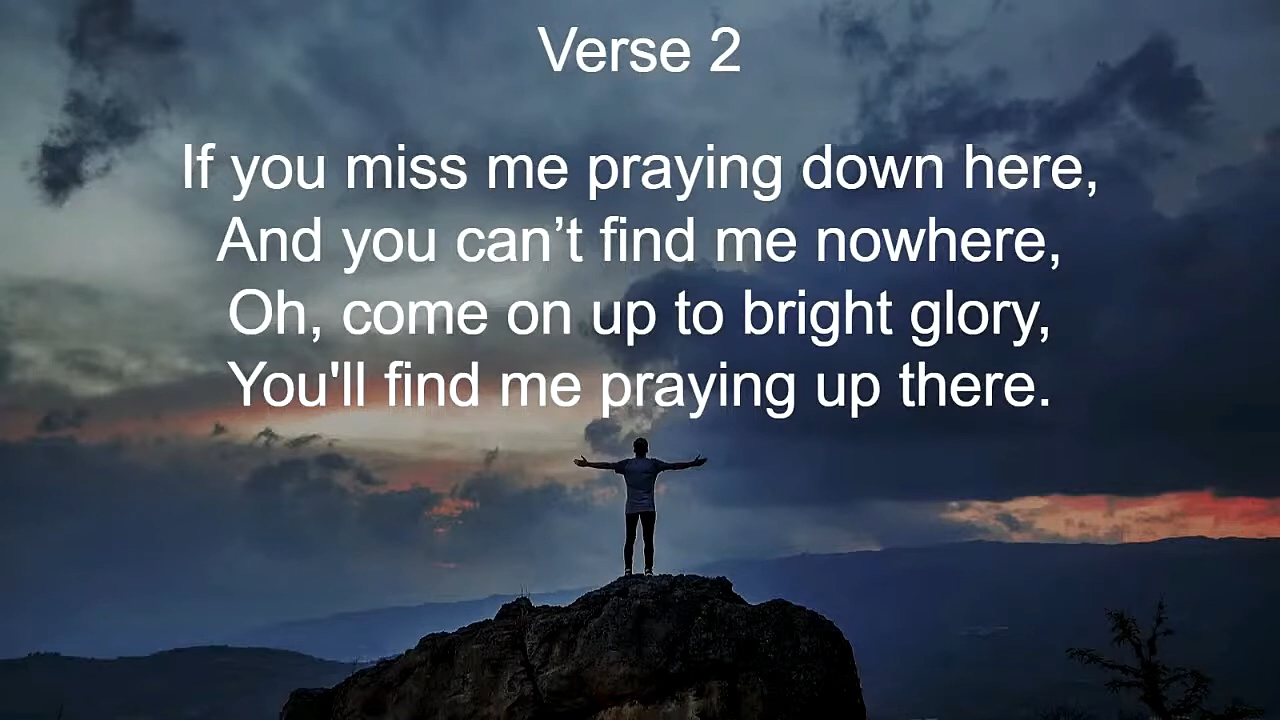 Verse 2
If you miss me praying down here,
And you can’t find me nowhere,
Oh, come on up to bright glory,
You'll find me praying up there.